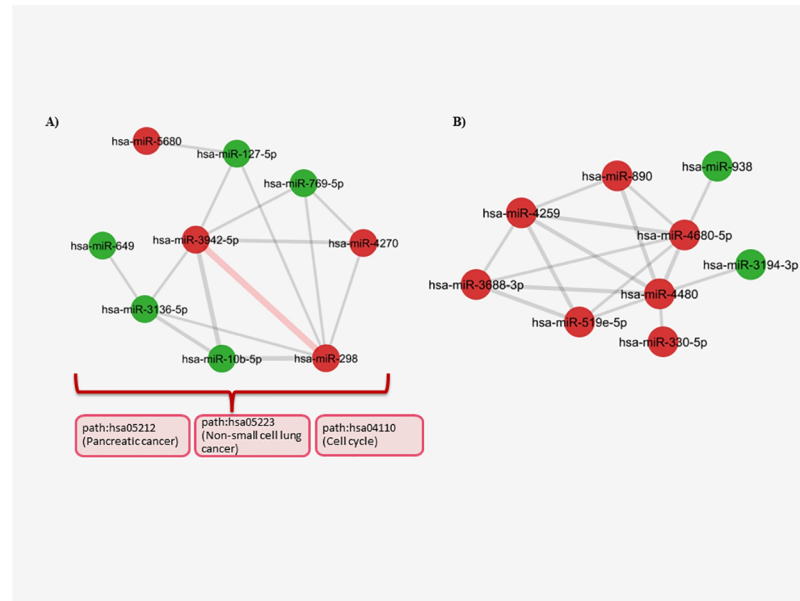 A)
hsa-miR-5680
hsa-miR-127-5p
hsa-miR-769-5p
hsa-miR-649
hsa-miR-3942-5p
hsa-miR-4270
hsa-miR-3136-5p
hsa-miR-10b-5p
hsa-miR-298
path:hsa05212
(Pancreatic cancer)
path:hsa05223
(Non-small cell lung
cancer)
path:hsa04110
(Cell cycle)
B)
hsa-miR-890
hsa-miR-938
hsa-miR-4259
hsa-miR-4680-5p
hsa-miR-3194-3p
hsa-miR-3688-3p
hsa-miR-4480
hsa-miR-519e-5p
hsa-miR-330-5p